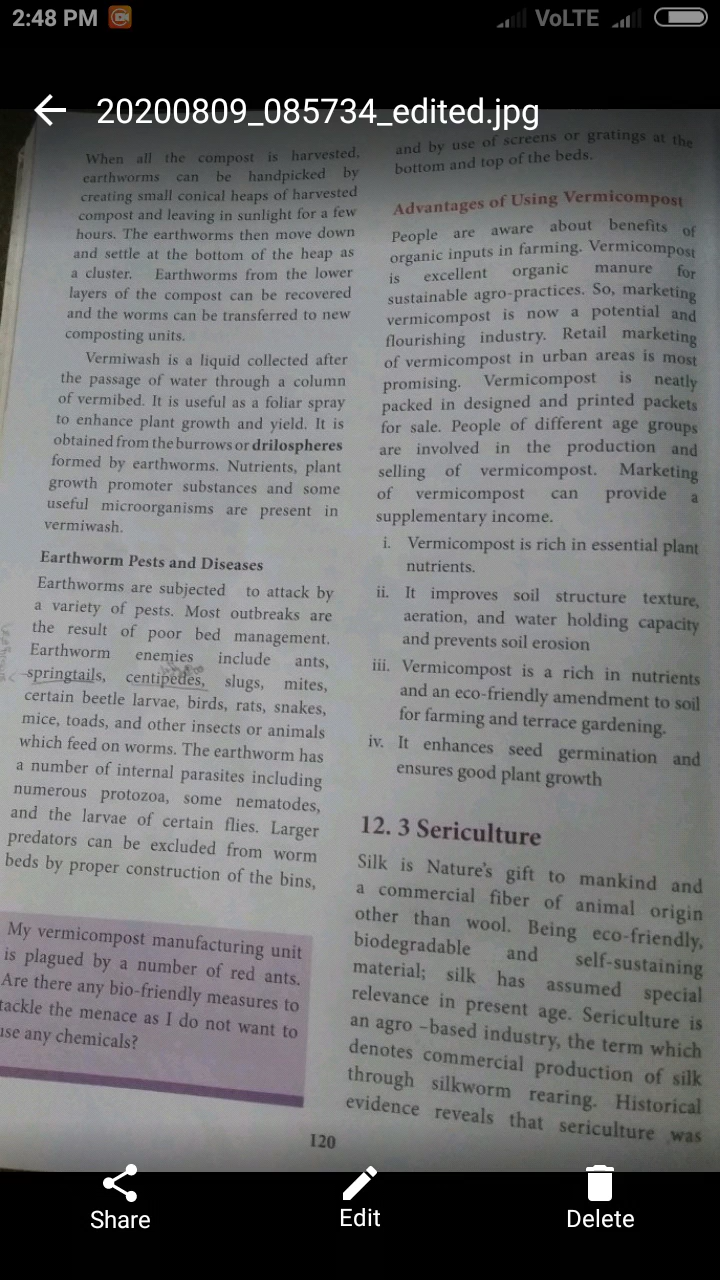 2:48 PM
VoLTE
20200809_085734_edited.jpg
When all the compost is harvested,
earthworms can be handpicked by
creating small conical heaps of harvested
compost and leaving in sunlight for a few
hours. The earthworms then move down
and settle at the bottom of the heap as
a cluster. Earthworms from the lower
layers of the compost can be recovered
and the worms can be transferred to new
composting units.
Vermiwash is a liquid collected after
the passage of water through a column
of vermibed. It is useful as a foliar spray
to enhance plant growth and yield. It is
obtained from the burrows or drilospheres
formed by earthworms. Nutrients, plant
growth promoter substances and some
useful microorganisms are present in
vermiwash.
Earthworm Pests and Diseases
Earthworms are subjected to attack by
a variety of pests. Most outbreaks are
the result of poor bed management.
Earthworm enemies include ants,
springtails, centipedes, slugs, mites,
certain beetle larvae, birds, rats, snakes,
mice, toads, and other insects or animals
which feed on worms. The earthworm has
a number of internal parasites including
numerous protozoa, some nematodes,
and the larvae of certain flies. Larger
predators can be excluded from worm
beds by proper construction of the bins,
My vermicompost manufacturing unit
is plagued by a number of red ants.
Are there any bio-friendly measures to
tackle the menace as I do not want to
use any chemicals?
and by use of screens or gratings at the
bottom and top of the beds.
Advantages of Using Vermicompost
People are aware about benefits of
organic inputs in farming. Vermicompost
is excellent organic manure for
sustainable agro-practices. So, marketing
vermicompost is now a potential and
flourishing industry. Retail marketing
of vermicompost in urban areas is most
promising. Vermicompost is neatly
packed in designed and printed packets
for sale. People of different age groups
are involved in the production and
selling of vermicompost. Marketing
of vermicompost can provide a
supplementary income.
i. Vermicompost is rich in essential plant
nutrients.
ii. It improves soil structure texture,
aeration, and water holding capacity
and prevents soil erosion
iii. Vermicompost is a rich in nutrients
and an eco-friendly amendment to soil
for farming and terrace gardening.
iv. It enhances seed germination and
ensures good plant growth
12. 3 Sericulture
Silk is Nature's gift to mankind and
a commercial fiber of animal origin
other than wool. Being eco-friendly,
biodegradable and self-sustaining
material; silk has assumed special
relevance in present age. Sericulture is
an agro –based industry, the term which
denotes commercial production of silk
through silkworm rearing. Historical
evidence reveals that sericulture was
120
Share
Edit
Delete